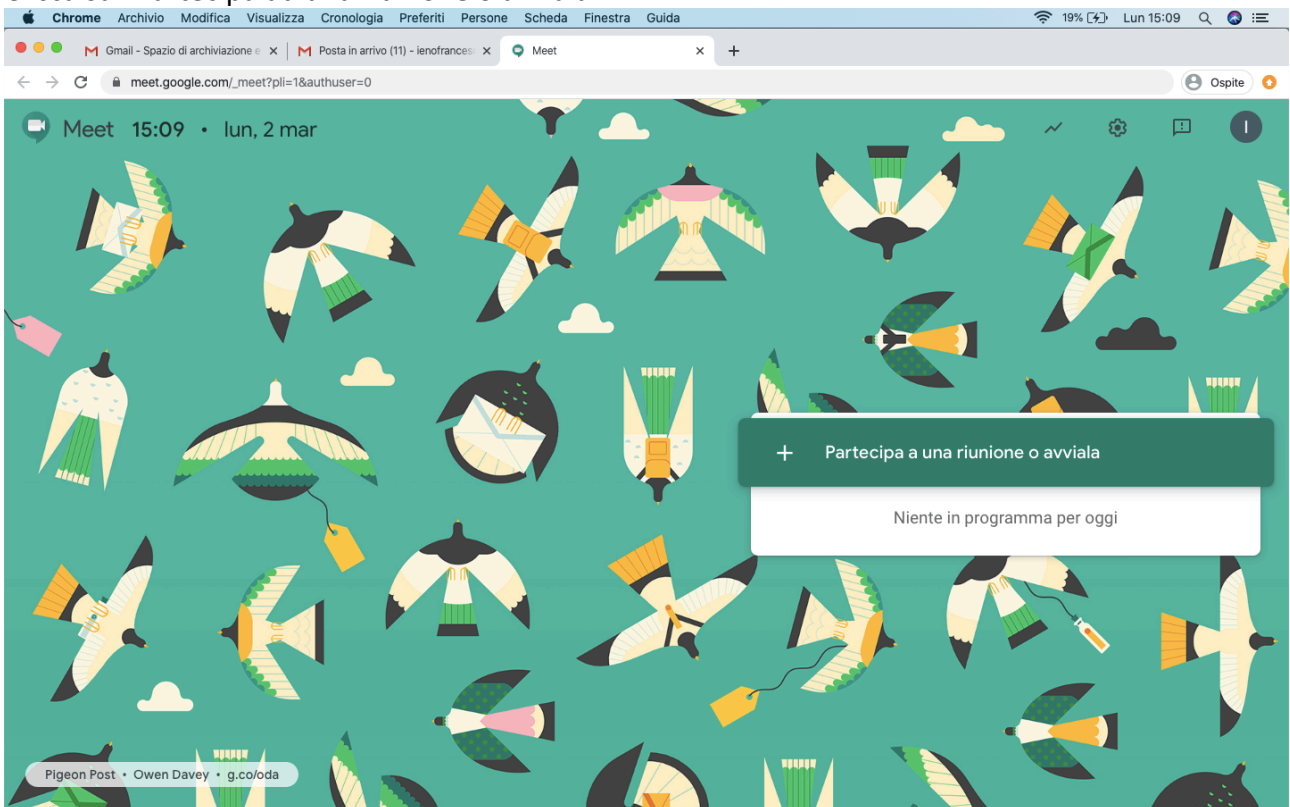 Chrome Archivio Modifica Visualizza Cronologia Preferiti Persone Scheda Finestra Guida 19% Lun 15:09
Gmail - Spazio di archiviazione e Posta in arrivo (11) - ienofrances Meet
meet.google.com/_meet?pli=1&authuser=0 Ospite
Meet 15:09 • lun, 2 mar I
Partecipa a una riunione o avviala
Niente in programma per oggi
Pigeon Post • Owen Davey • g.co/oda